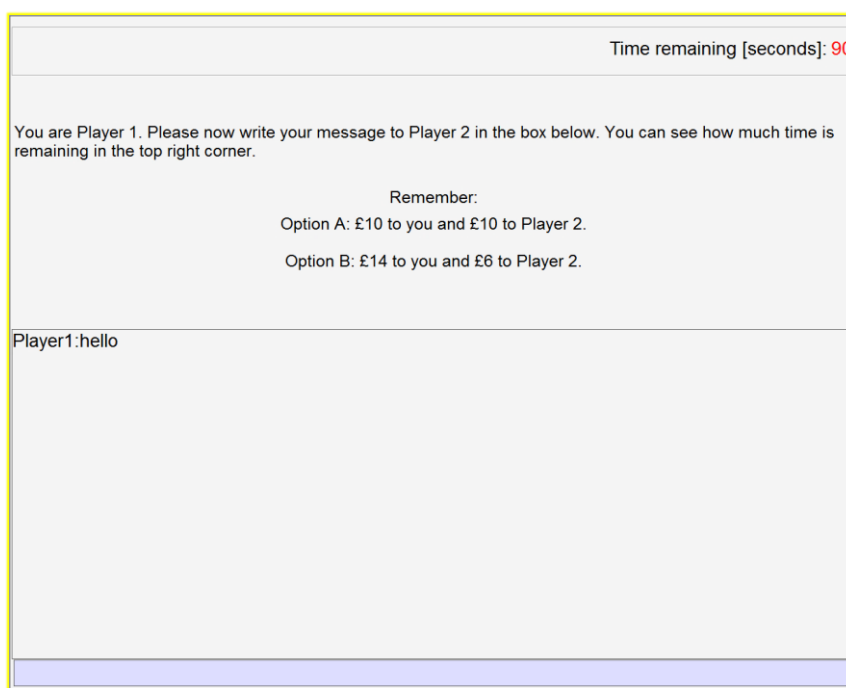 Time remaining [seconds]: 90
You are Player 1. Please now write your message to Player 2 in the box below. You can see how much time is
remaining in the top right corner.
Remember:
Option A: £10 to you and £10 to Player 2.
Option B: £14 to you and £6 to Player 2.
Player1:hello